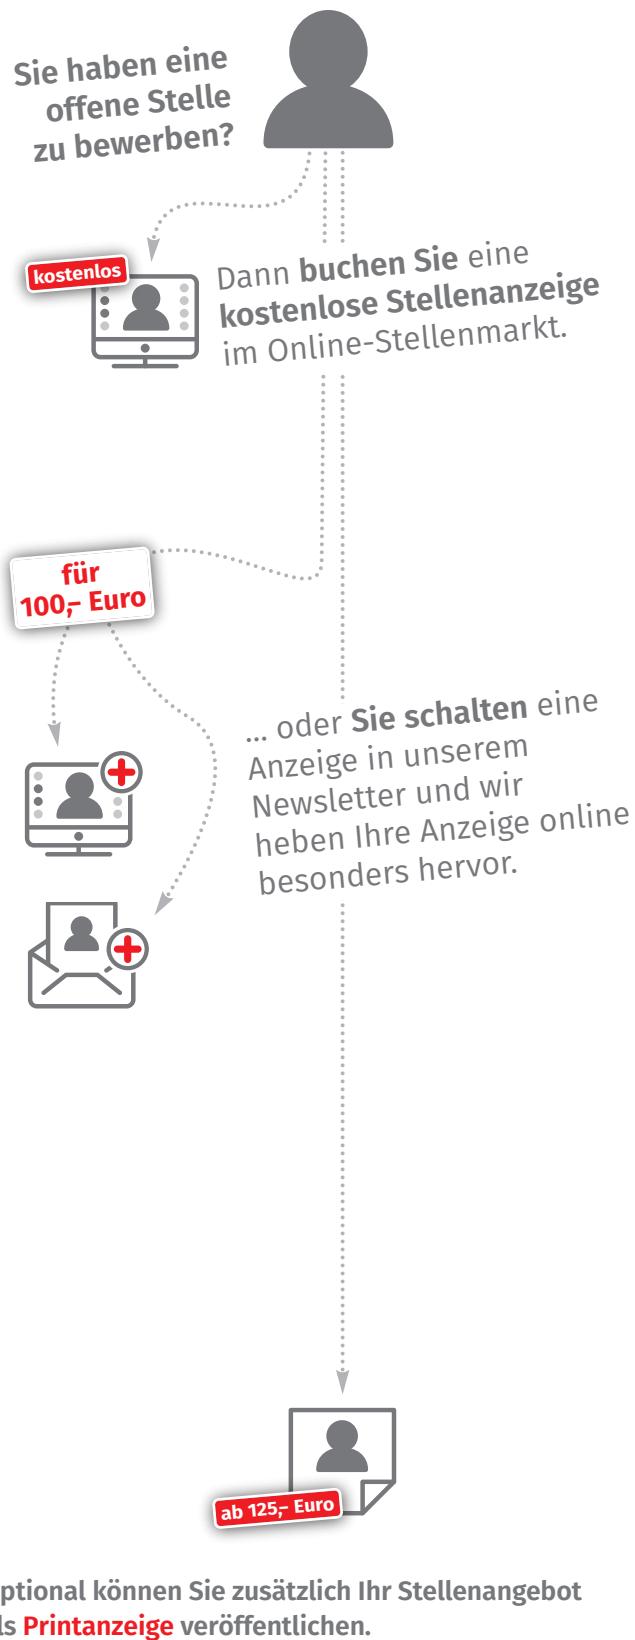 Sie haben eine
offene Stelle
zu bewerben?
kostenlos
Dann buchen Sie eine
kostenlose Stellenanzeige
im Online-Stellenmarkt.
für
100,– Euro
... oder Sie schalten eine
Anzeige in unserem
Newsletter und wir
heben Ihre Anzeige online
besonders hervor.
ab 125,– Euro
ptional können Sie zusätzlich Ihr Stellenangebot
ls Printanzeige veröffentlichen.